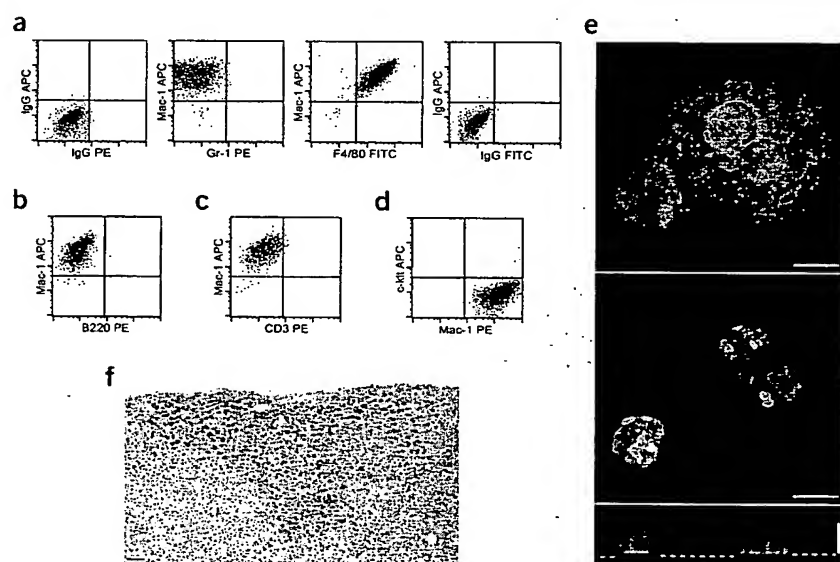 a
IgG APC
IgG PE
Mac-1 APC
Gr-1 PE
Mac-1 APC
F4/80 FITC
IgG APC
IgG FITC
b
Mac-1 APC
B220 PE
c
Mac-1 APC
CD3 PE
d
c-kit APC
Mac-1 PE
e
f